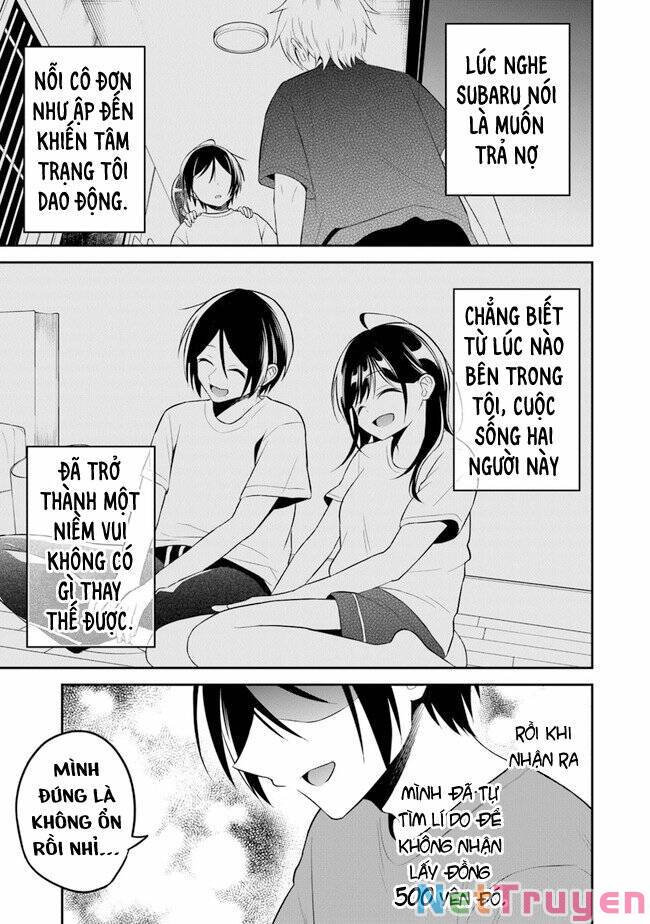 LÚC NGHE
SUBARU NÓI
LÀ MUỐN
TRẢ NỢ
NỖI CÔ ĐƠN
NHƯ ẬP ĐẾN
KHIẾN TÂM
TRẠNG TÔI
DAO ĐỘNG.
CHẲNG BIẾT
TỪ LÚC NÀO
BÊN TRONG
TÔI, CUỘC
SỐNG HAI
NGƯỜI NÀY
ĐÃ TRỞ
THÀNH MỘT
NIỀM VUI
KHÔNG CÓ
GÌ THAY
THẾ ĐƯỢC.
RỒI KHI
NHẬN RA
MÌNH ĐÃ TỰ
TÌM LÍ DO ĐỂ
KHÔNG NHẬN
LẤY ĐỒNG
500 YÊN ĐÓ.
MÌNH
ĐÚNG LÀ
KHÔNG ỔN
RỒI NHỈ...
NetTruyen